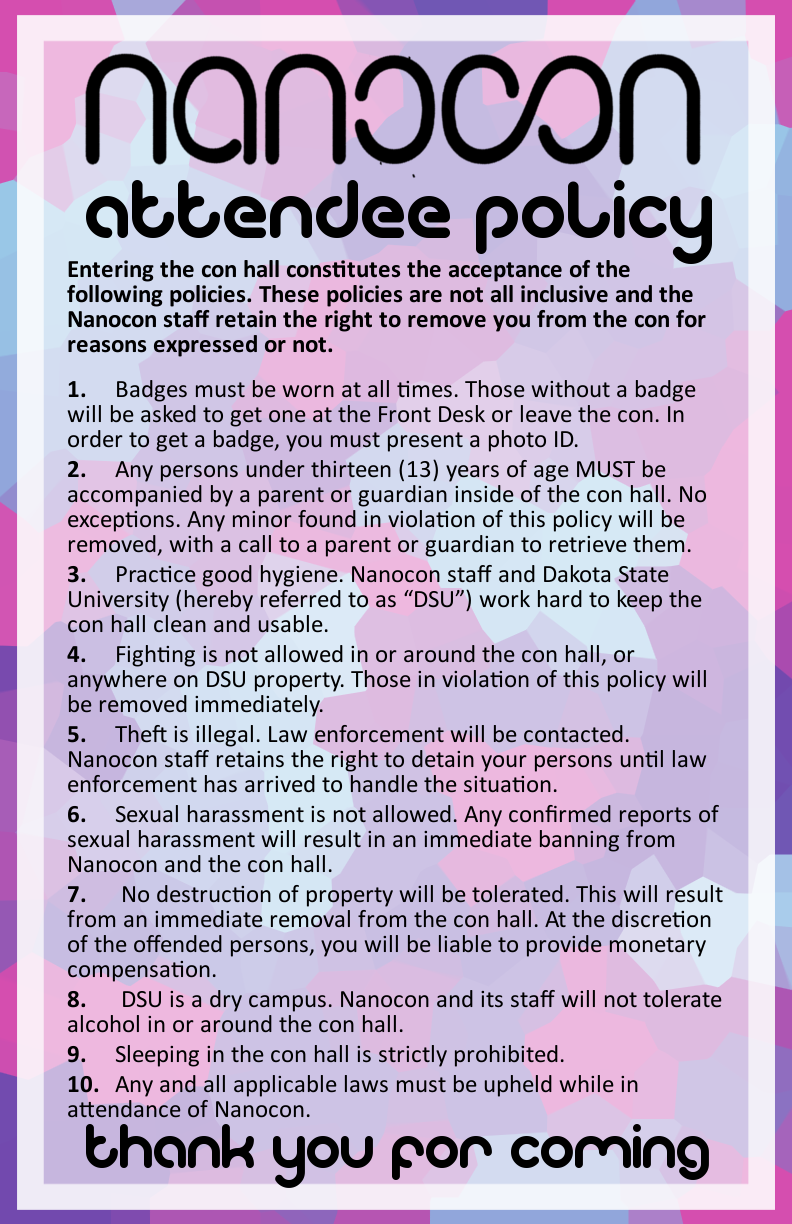 nanocon
attendee policy
Entering the con hall constitutes the acceptance of the
following policies. These policies are not all inclusive and the
Nanocon staff retain the right to remove you from the con for
reasons expressed or not.
1. Badges must be worn at all times. Those without a badge
will be asked to get one at the Front Desk or leave the con. In
order to get a badge, you must present a photo ID.
2. Any persons under thirteen (13) years of age MUST be
accompanied by a parent or guardian inside of the con hall. No
exceptions. Any minor found in violation of this policy will be
removed, with a call to a parent or guardian to retrieve them.
3. Practice good hygiene. Nanocon staff and Dakota State
University (hereby referred to as “DSU”) work hard to keep the
con hall clean and usable.
4. Fighting is not allowed in or around the con hall, or
anywhere on DSU property. Those in violation of this policy will
be removed immediately.
5. Theft is illegal. Law enforcement will be contacted.
Nanocon staff retains the right to detain your persons until law
enforcement has arrived to handle the situation.
6. Sexual harassment is not allowed. Any confirmed reports of
sexual harassment will result in an immediate banning from
Nanocon and the con hall.
7. No destruction of property will be tolerated. This will result
from an immediate removal from the con hall. At the discretion
of the offended persons, you will be liable to provide monetary
compensation.
8. DSU is a dry campus. Nanocon and its staff will not tolerate
alcohol in or around the con hall.
9. Sleeping in the con hall is strictly prohibited.
10. Any and all applicable laws must be upheld while in
attendance of Nanocon.
thank you for coming